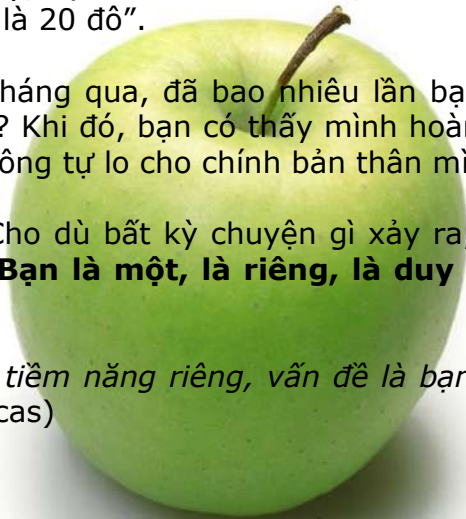 là 20 đô”.
háng qua, đã bao nhiêu lần bạ
? Khi đó, bạn có thấy mình hoàr
ông tự lo cho chính bản thân mì
Cho dù bất kỳ chuyện gì xảy ra,
Bạn là một, là riêng, là duy
tiềm năng riêng, vấn đề là bạn
cas)